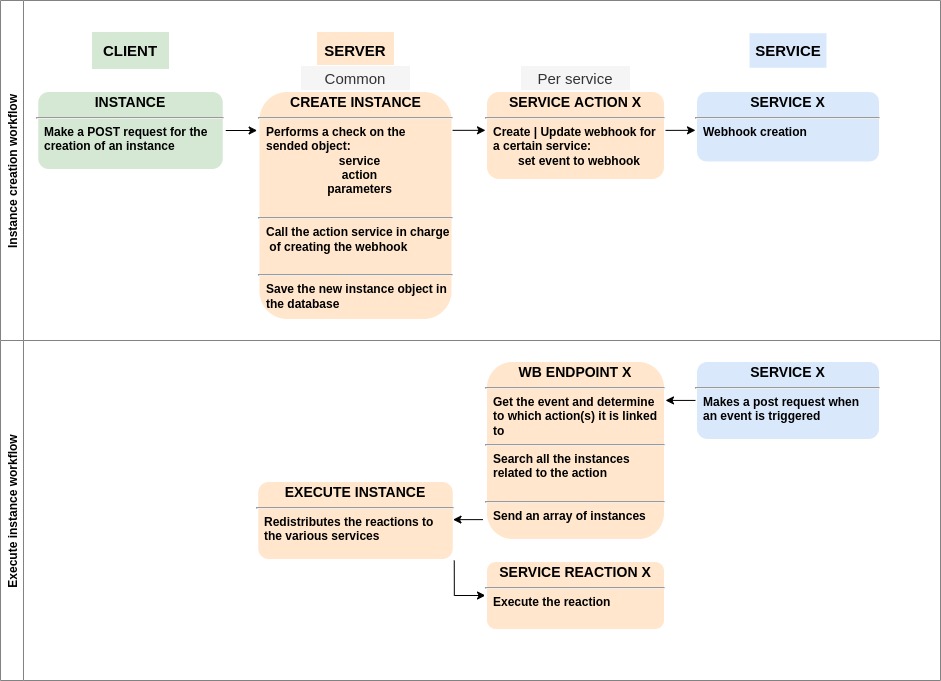 Instance creation workflow
CLIENT
SERVER
SERVICE
Common
Per service
INSTANCE
Make a POST request for the
creation of an instance
CREATE INSTANCE
Performs a check on the
sended object:
service
action
parameters
Call the action service in charge
of creating the webhook
Save the new instance object in
the database
SERVICE ACTION X
Create | Update webhook for
a certain service:
set event to webhook
SERVICE X
Webhook creation
Execute instance workflow
SERVICE X
Makes a post request when
an event is triggered
WB ENDPOINT X
Get the event and determine
to which action(s) it is linked
to
Search all the instances
related to the action
Send an array of instances
EXECUTE INSTANCE
Redistributes the reactions to
the various services
SERVICE REACTION X
Execute the reaction